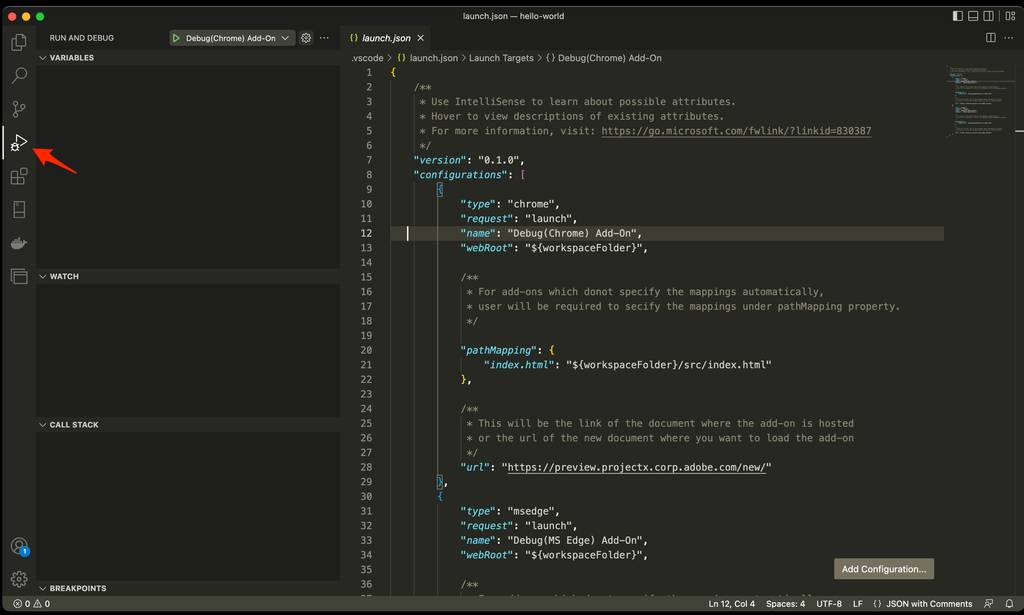 launch.json — hello-world
RUN AND DEBUG
Debug(Chrome) Add-On
{} launch.json
VARIABLES
.vscode > {} launch.json > Launch Targets > {} Debug(Chrome) Add-On
1 {
2 /**
3 * Use IntelliSense to learn about possible attributes.
4 * Hover to view descriptions of existing attributes.
5 * For more information, visit: https://go.microsoft.com/fwlink/?linkid=830387
6 */
7 "version": "0.1.0",
8 "configurations": [
9 {
10 "type": "chrome",
11 "request": "launch",
12 "name": "Debug(Chrome) Add-On",
13 "webRoot": "${workspaceFolder}",
14
15 /**
16 * For add-ons which donot specify the mappings automatically,
17 * user will be required to secify the mappings under pathMapping property.
18 */
19
20 "pathMapping": {
21 "index.html": "${workspaceFolder}/src/index.html"
22 },
23
24 /**
25 * This will be the link of the document where the add-on is hosted
26 * or the url of the new document where you want to load the add-on
27 */
28 "url": "https://preview.projectx.corp.adobe.com/new/"
29 },
30 {
31 "type": "msedge",
32 "request": "launch",
33 "name": "Debug(MS Edge) Add-On",
34 "webRoot": "${workspaceFolder}",
35
36 /**
WATCH
CALL STACK
BREAKPOINTS
1
Add Configuration...
0 0
Ln 12, Col 4 Spaces: 4 UTF-8 LF {} JSON with Comments